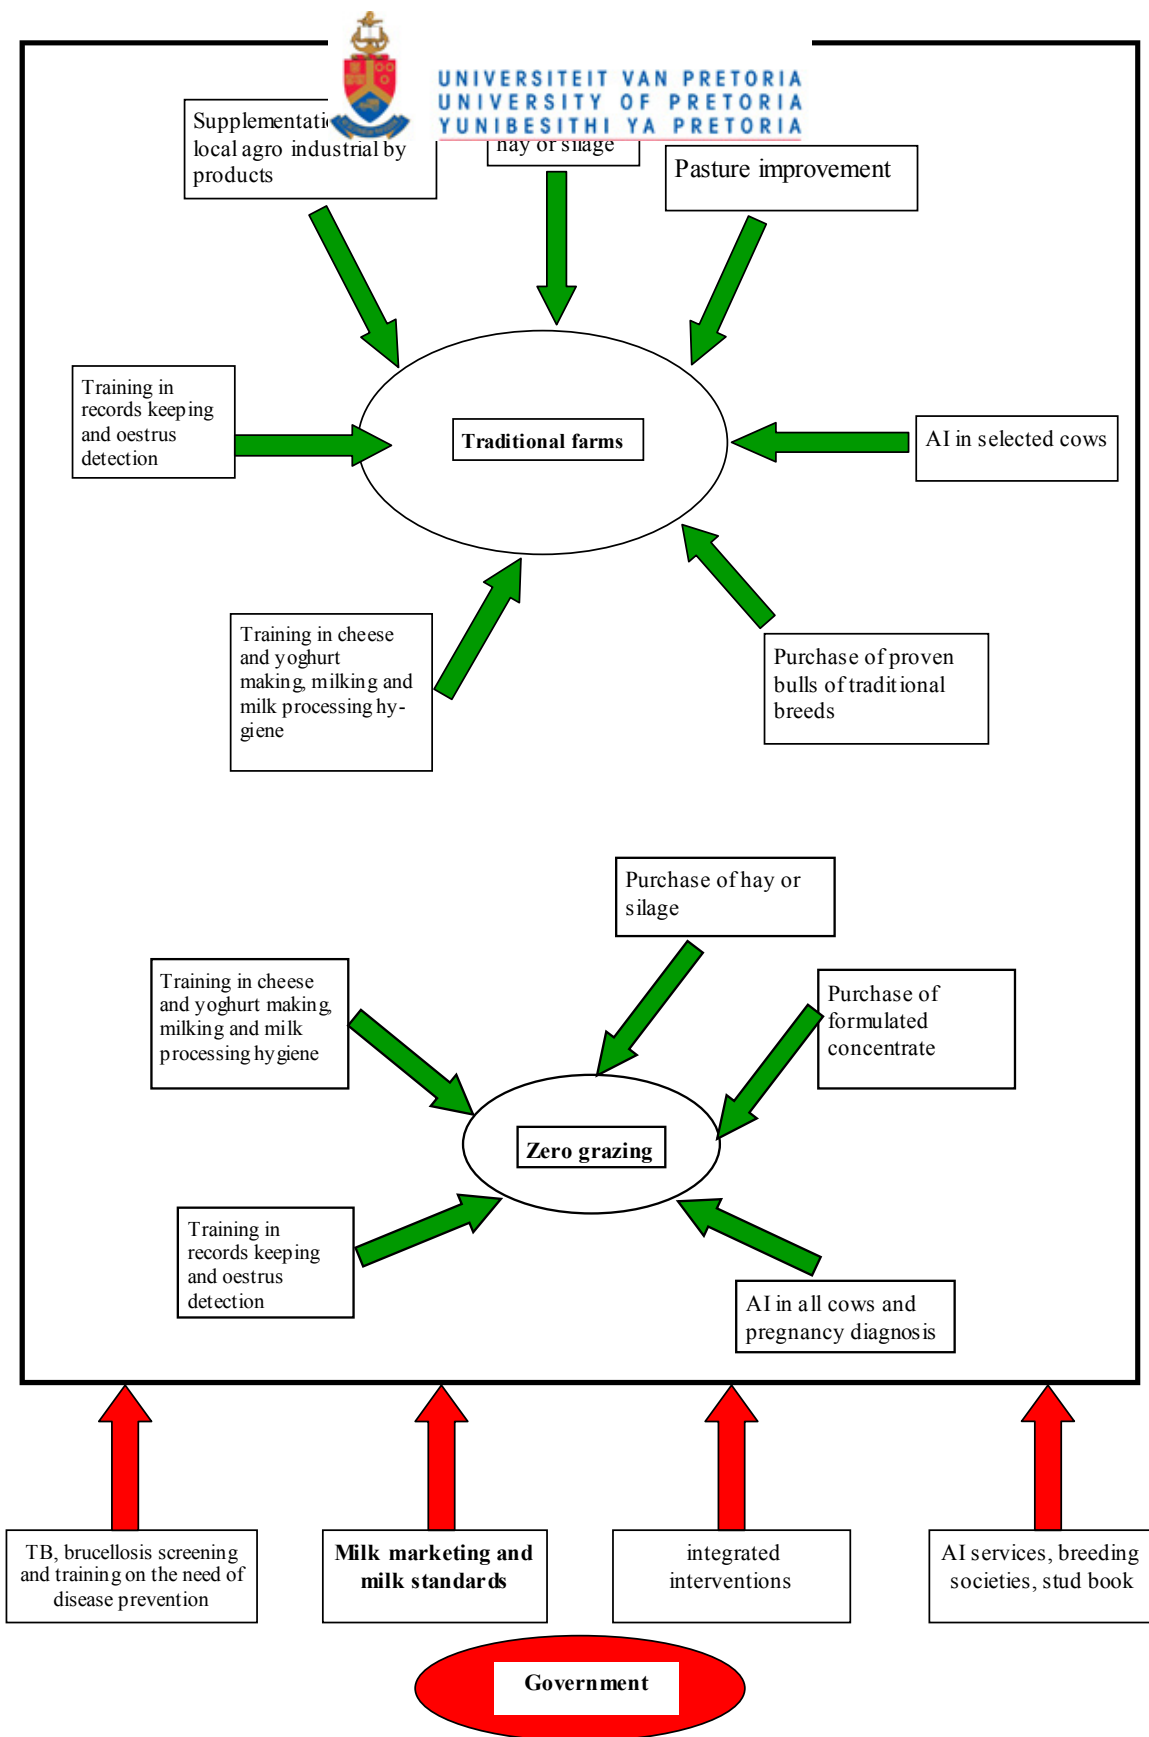 UNIVERSITEIT VAN PRETORIA
UNIVERSITY OF PRETORIA
YUNIBESITHI YA PRETORIA
local agro industrial by
products
hay or silage
Pasture improvement
Training in
records keeping
and oestrus
detection
Traditional farms
AI in selected cows
Training in cheese
and yoghurt
making, milking and
milk processing hy-
giene
Purchase of proven
bulls of traditional
breeds
Purchase of hay or
silage
Training in cheese
and yoghurt making,
milking and milk
processing hygiene
Purchase of
formulated
concentrate
Zero grazing
Training in
records keeping
and oestrus
detection
AI in all cows and
pregnancy diagnosis
TB, brucellosis screening
and training on the need of
disease prevention
Milk marketing and
milk standards
integrated
interventions
AI services, breeding
societies, stud book
Government